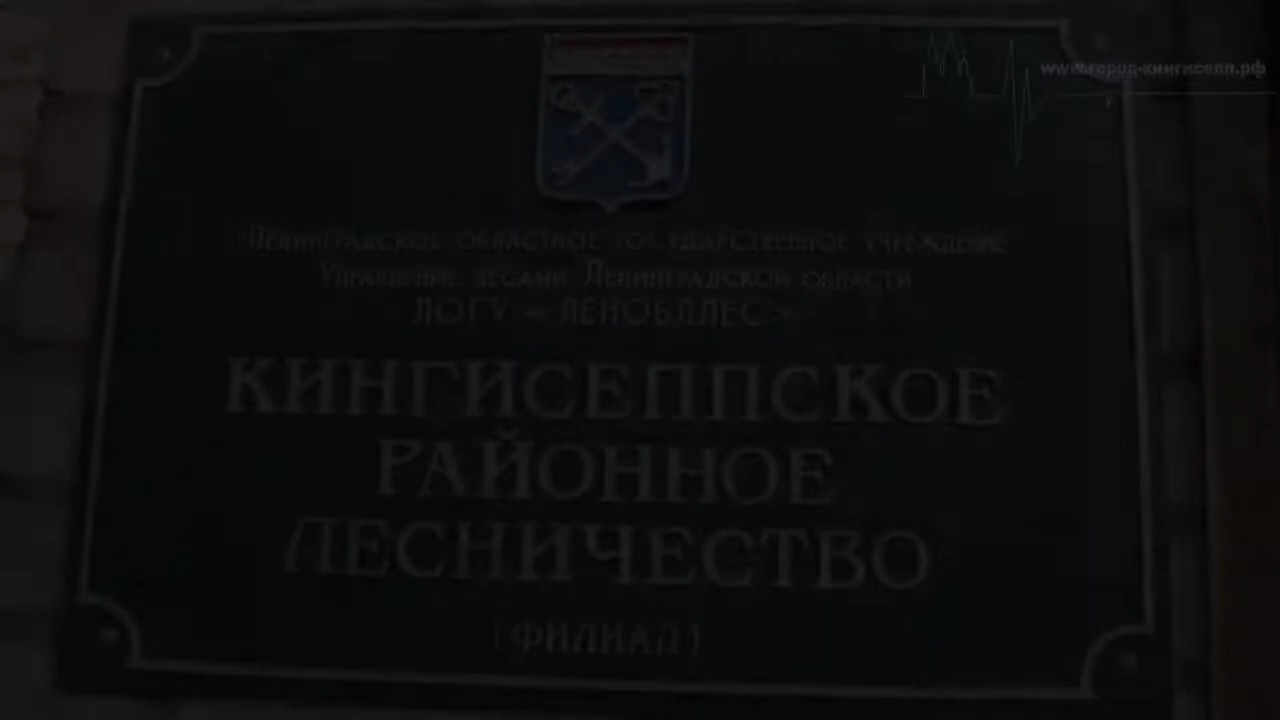 www.город-кингисепп.рф
Ленинградское областное государственное учреждение
Управление лесами Ленинградской области
ЛОГУ «ЛЕНОБЛЛЕС»
КИНГИСЕППСКОЕ
РАЙОННОЕ
ЛЕСНИЧЕСТВО
(ФИЛИАЛ)